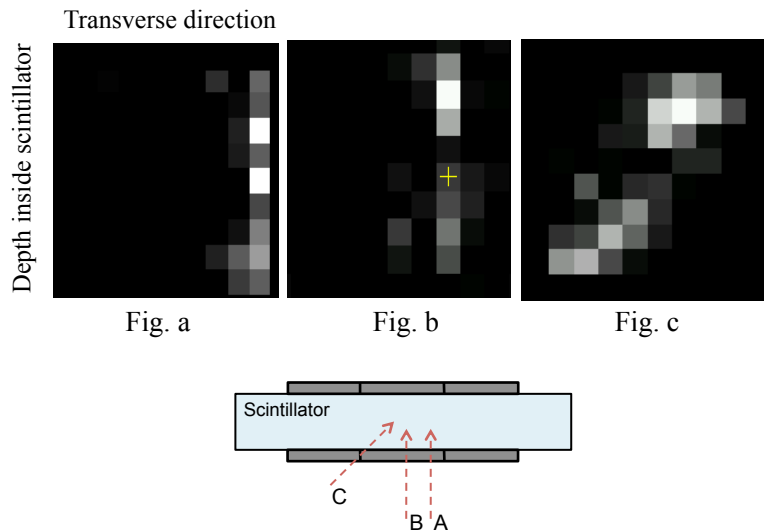 Transverse direction
Depth inside scintillator
Fig. a
Fig. b
Fig. c
Scintillator
C
B
A